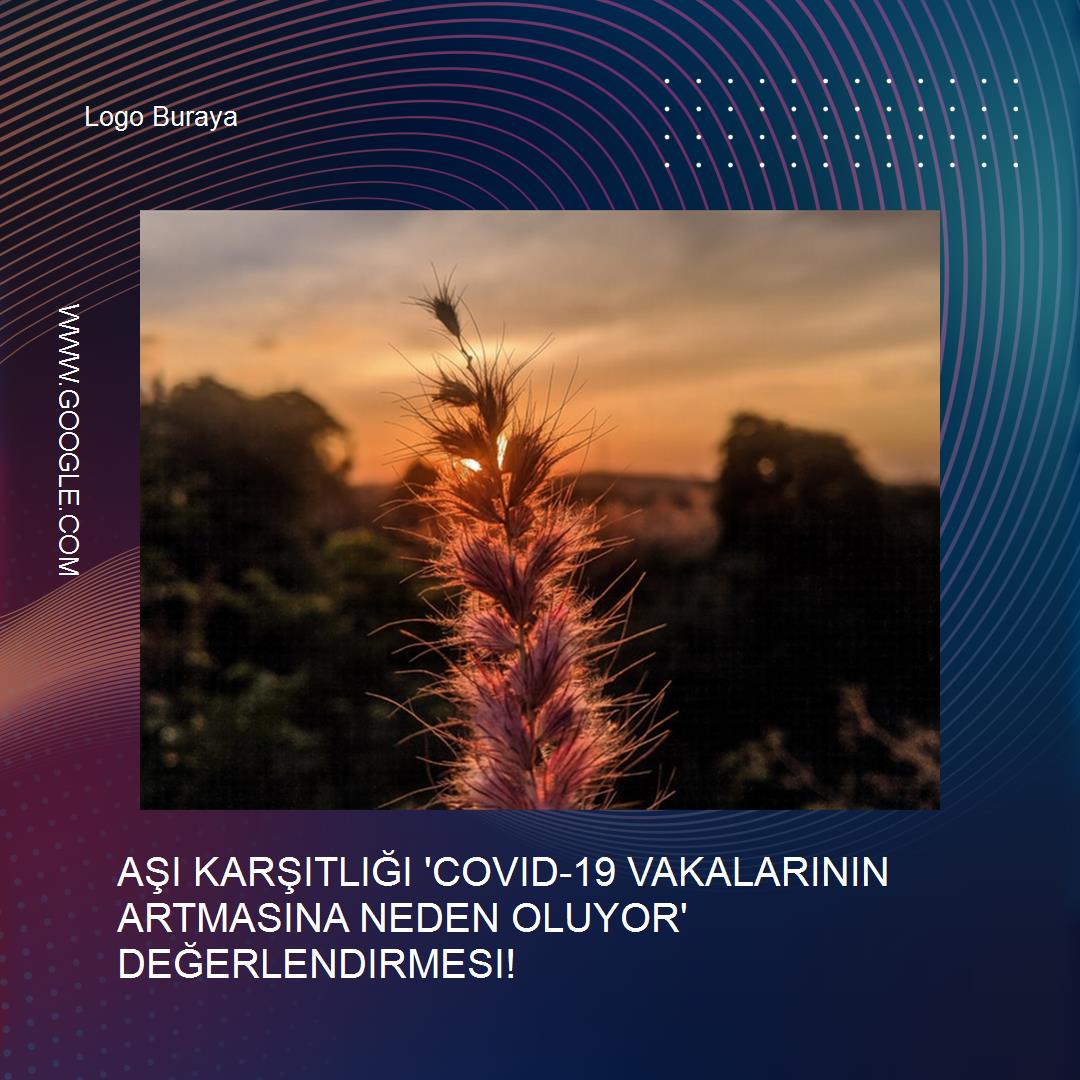 Logo Buraya
WWW.GOOGLE.COM
AŞI KARŞITLIĞI 'COVID-19 VAKALARININ
ARTMASINA NEDEN OLUYOR'
DEĞERLENDIRMESI!